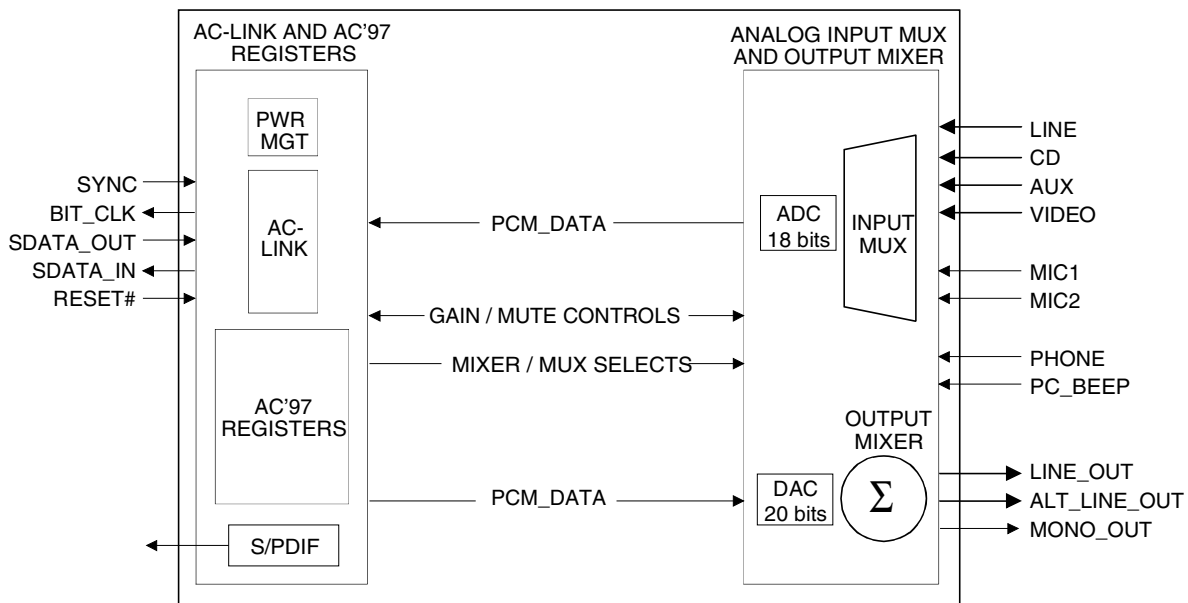 AC-LINK AND AC'97
REGISTERS
PWR
MGT
AC-
LINK
AC'97
REGISTERS
S/PDIF
SYNC
BIT_CLK
SDATA_OUT
SDATA_IN
RESET#
PCM_DATA
GAIN / MUTE CONTROLS
MIXER / MUX SELECTS
PCM_DATA
ANALOG INPUT MUX
AND OUTPUT MIXER
ADC
18 bits
INPUT
MUX
OUTPUT
MIXER
DAC
20 bits
Σ
LINE
CD
AUX
VIDEO
MIC1
MIC2
PHONE
PC_BEEP
LINE_OUT
ALT_LINE_OUT
MONO_OUT